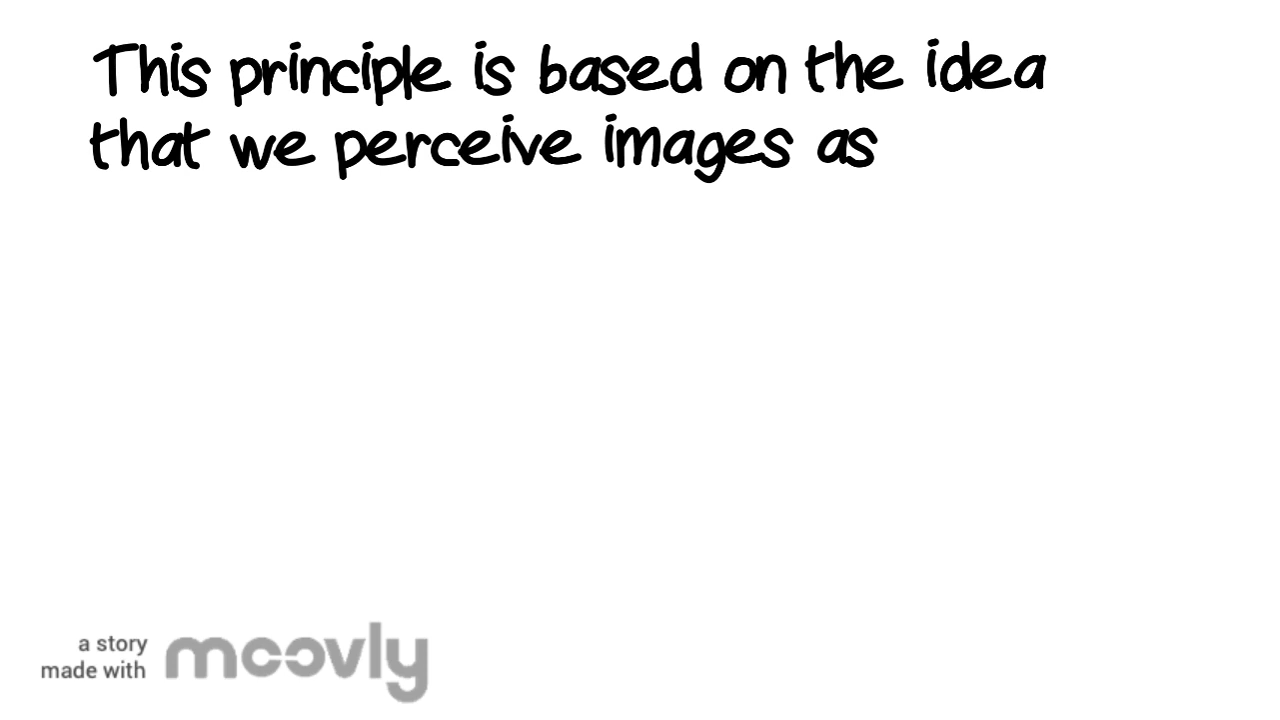 This principle is based on the idea
that we perceive images as
a story
made with moovly